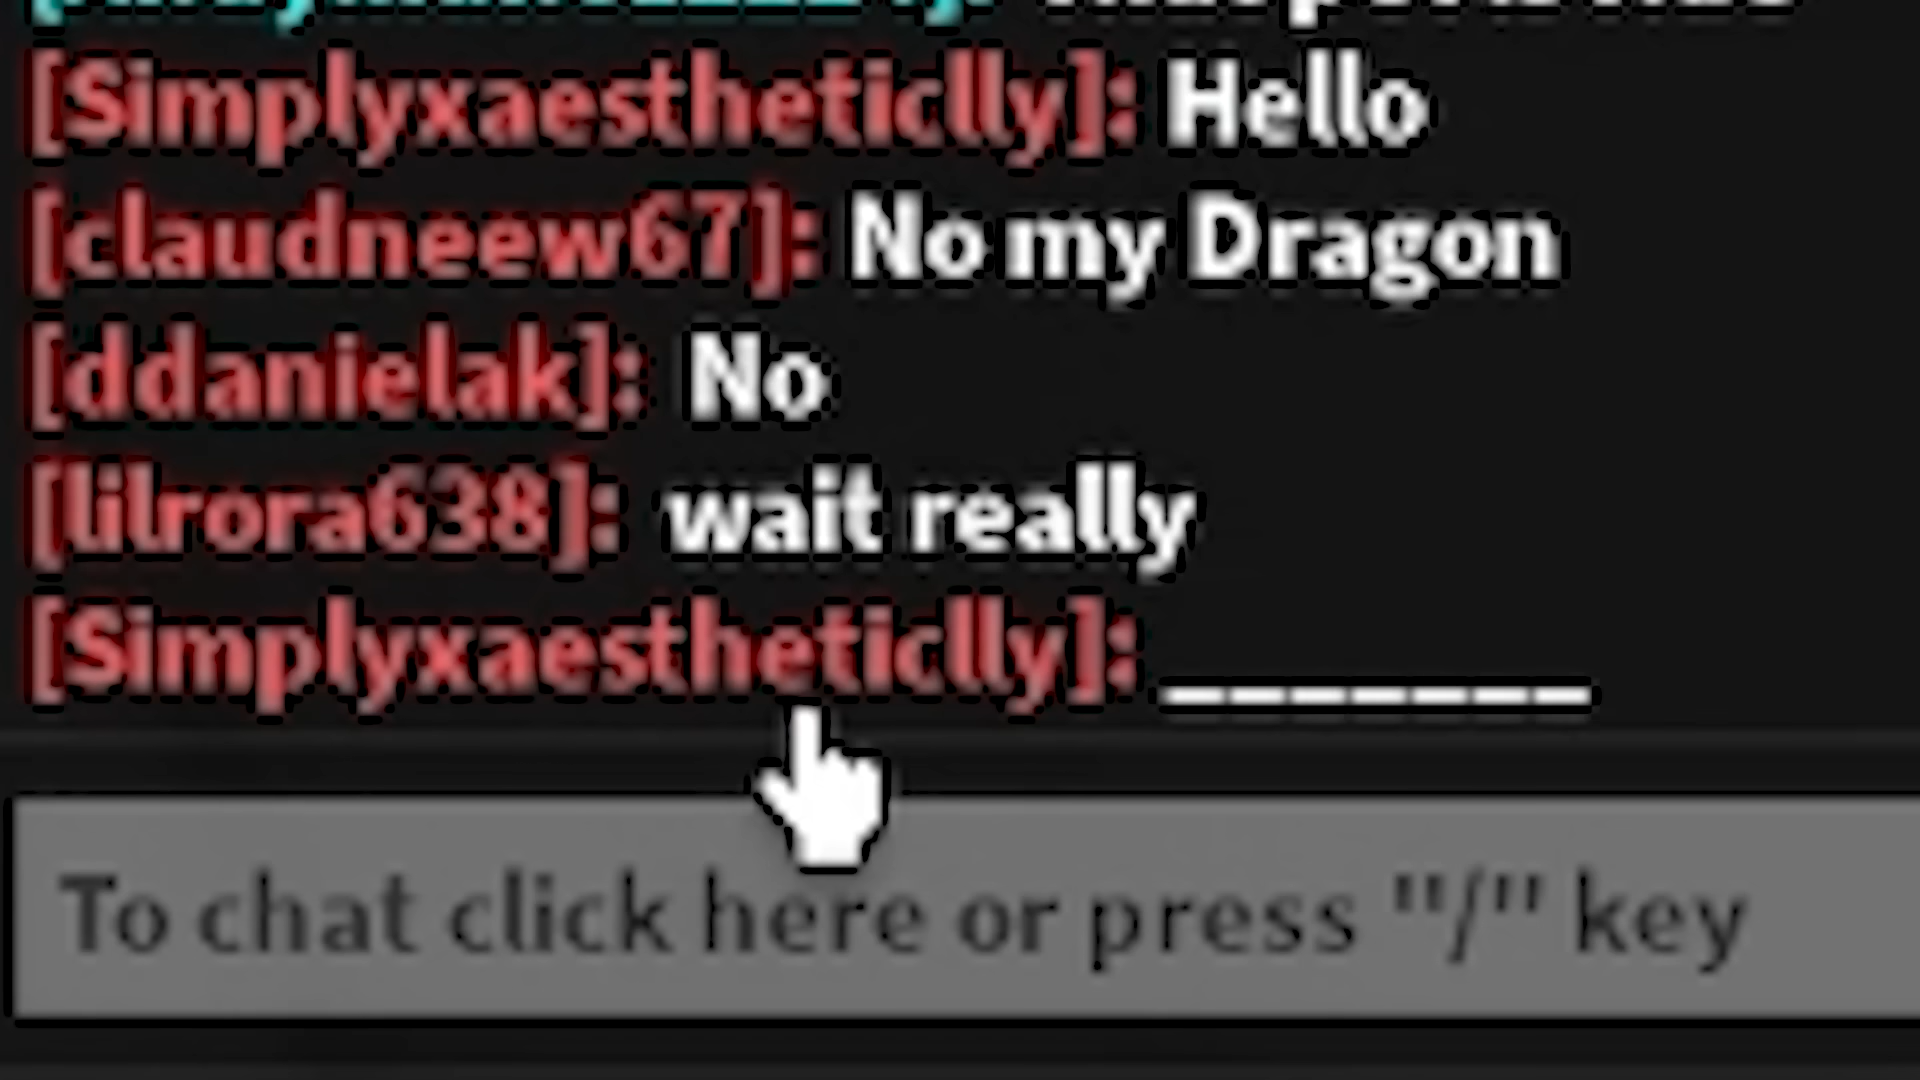 [Simplyxaestheticlly]: Hello
[claudneew67]: No my Dragon
[ddanielak]: No
[lilrora638]: wait really
[Simplyxaestheticlly]: _______
To chat click here or press "/" key